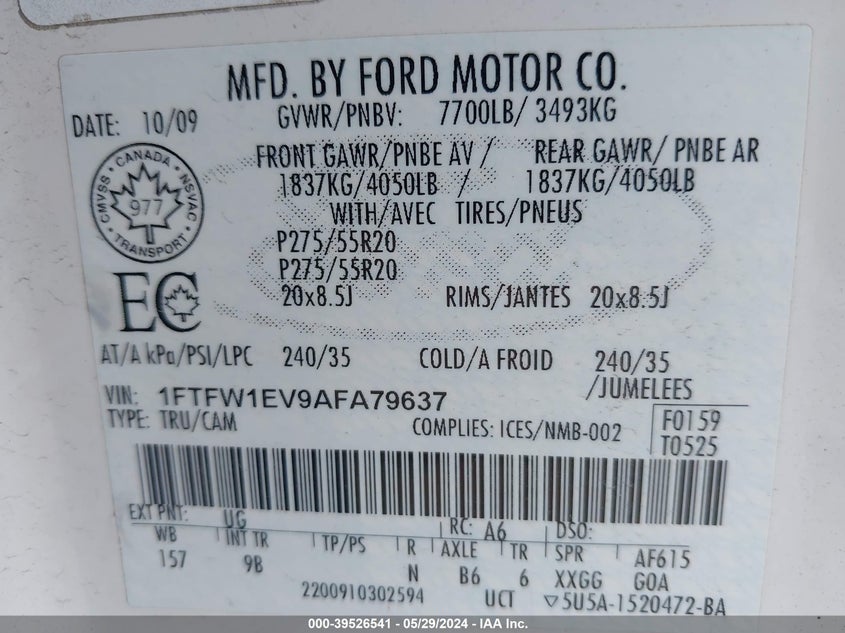 MFD. BY FORD MOTOR CO.
DATE: 10/09 GVWR/PNBV: 7700LB/ 3493KG
FRONT GAWR/PNBE AV / REAR GAWR/ PNBE AR
1837KG/4050LB / 1837KG/4050LB
WITH/AVEC TIRES/PNEUS
CANADA
CMVSS NSVAC
977
TRANSPORT
P275/55R20
P275/55R20
EC 20x8.5J RIMS/JANTES 20x8.5J
AT/A kPa/PSI/LPC 240/35 COLD/A FROID 240/35
/JUMELEES
VIN: 1FTFW1EV9AFA79637
TYPE: TRU/CAM COMPLIES: ICES/NMB-002 F0159
T0525
EXT PNT: UG RC: A6 DSO:
WB INT TR TP/PS R AXLE TR SPR AF615
157 9B N B6 6 XXGG GOA
2200910302594 UCT ▽5U5A-1520472-BA
000-39526541 - 05/29/2024 - IAA Inc.